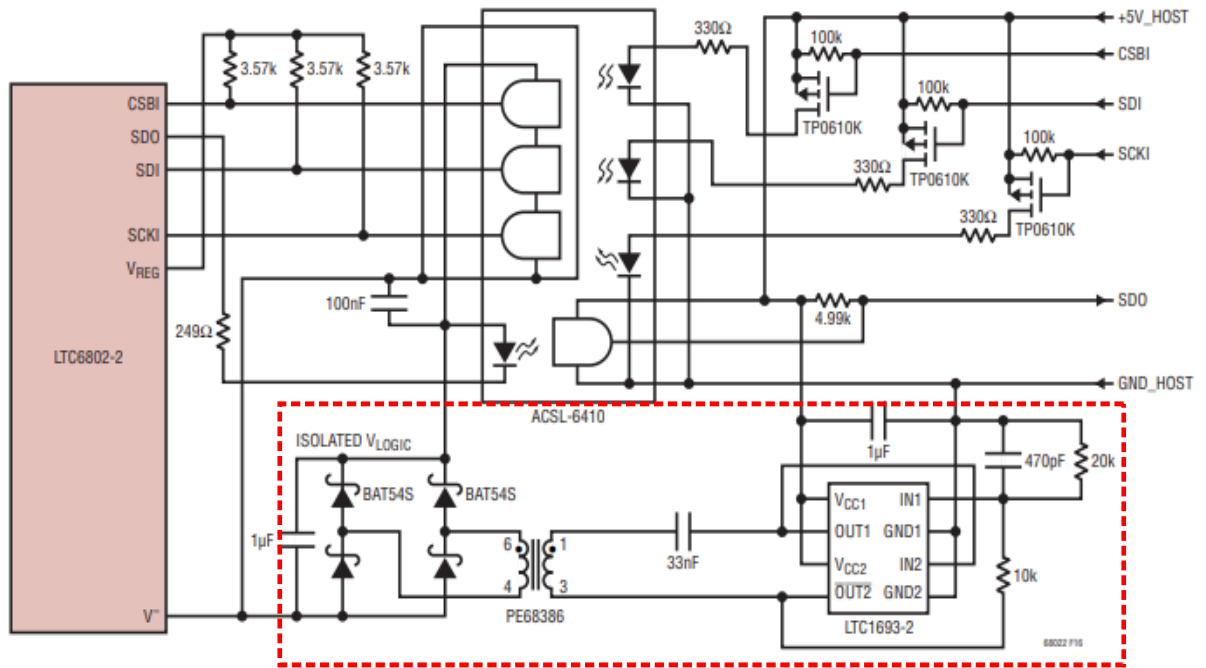 +5V_HOST
330Ω
100k
CSBI
3.57k
3.57k
3.57k
CSBI
100k
SDI
TP0610K
SDO
100k
SCKI
SDI
330Ω
TP0610K
330Ω
SCKI
TP0610K
VREG
100nF
SDO
4.99k
249Ω
LTC6802-2
GND_HOST
ACSL-6410
ISOLATED VLOGIC
1µF
470pF
20k
BAT54S
BAT54S
VCC1
IN1
1µF
6
1
OUT1
GND1
33nF
VCC2
IN2
10k
4
3
OUT2
GND2
V−
PE68386
LTC1693-2
68022 F16